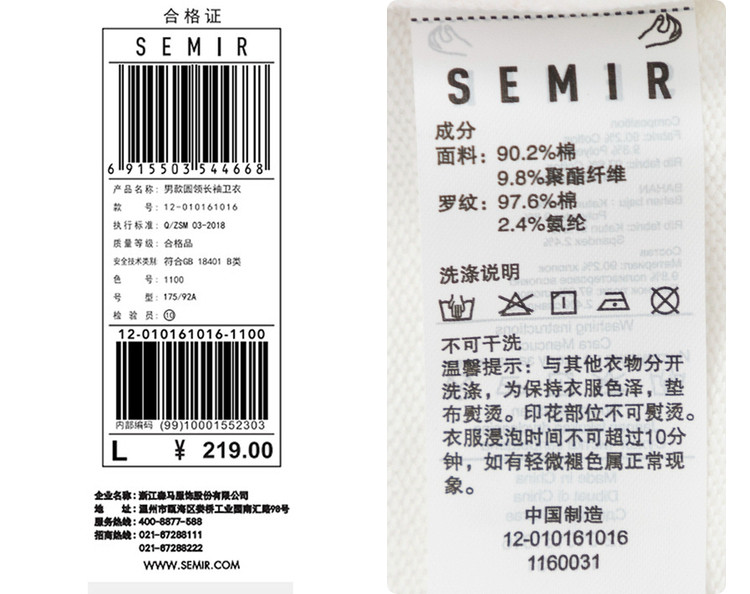 合格证
SEMIR
6 915503 544668
产品名称：男款圆领长袖卫衣
款 号：12-010161016
执行标准：Q/ZSM 03-2018
质量等级：合格品
安全技术类别：符合GB 18401 B类
色 号：1100
号 型：175/92A
检 验 员：⑩
12-010161016-1100
内部编码 (99)10001552303
L ￥ 219.00
企业名称：浙江森马服饰股份有限公司
地 址：温州市瓯海区娄桥工业园南汇路98号
服务热线：400-8877-588
招商热线：021-67288111
021-67288222
WWW.SEMIR.COM
SEMIR
成分
面料：90.2%棉
9.8%聚酯纤维
罗纹：97.6%棉
2.4%氨纶
洗涤说明
不可干洗
温馨提示：与其他衣物分开
洗涤，为保持衣服色泽，垫
布熨烫。印花部位不可熨烫。
衣服浸泡时间不可超过10分
钟，如有轻微褪色属正常现
象。
中国制造
12-010161016
1160031